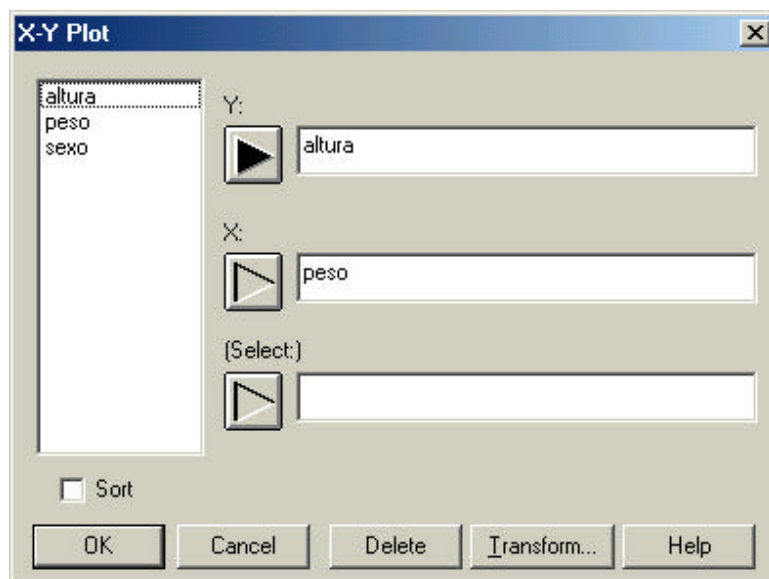 X-Y Plot
altura
peso
sexo
Y:
altura
X:
peso
(Select:)
Sort
OK
Cancel
Delete
Transform...
Help